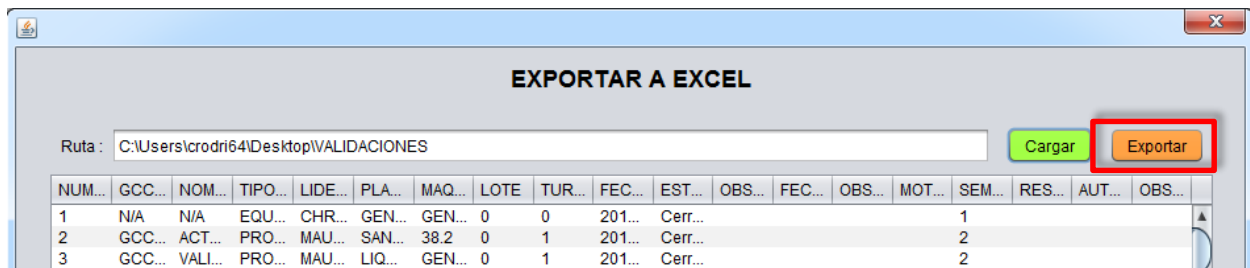 X
EXPORTAR A EXCEL
Ruta : C:\Users\crodri64\Desktop\VALIDACIONES Cargar Exportar
NUM... GCC... NOM... TIPO... LIDE... PLA... MAQ... LOTE TUR... FEC... EST... OBS... FEC... OBS... MOT... SEM... RES... AUT... OBS...
1 N/A N/A EQU... CHR... GEN... GEN... 0 0 201... Cerr... 1
2 GCC... ACT... PRO... MAU... SAN... 38.2 0 1 201... Cerr... 2
3 GCC... VALI... PRO... MAU... LIQ... GEN... 0 1 201... Cerr... 2